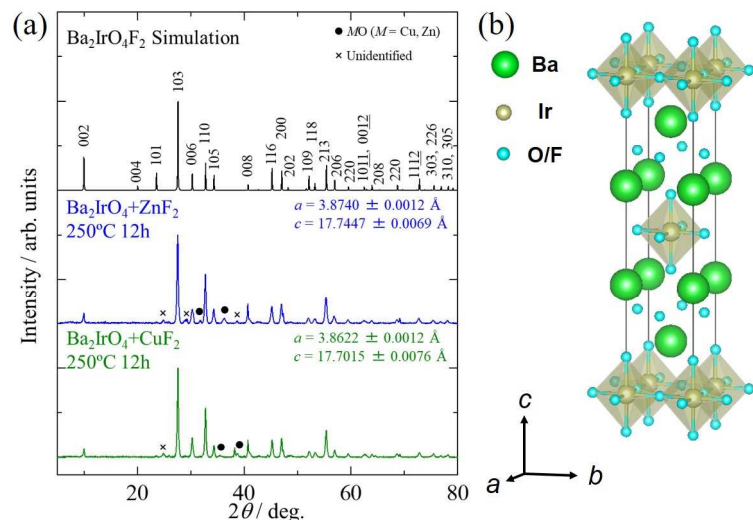 (a)
Ba₂IrO₄F₂ Simulation
● MO (M = Cu, Zn)
× Unidentified
002
004
101
103
006
110
105
008
116
200
202
109
118
213
206
220
1011, 0012
208
220
1112
303, 226
310, 305
Ba₂IrO₄+ZnF₂
250ºC 12h
a = 3.8740 ± 0.0012 Å
c = 17.7447 ± 0.0069 Å
Ba₂IrO₄+CuF₂
250ºC 12h
a = 3.8622 ± 0.0012 Å
c = 17.7015 ± 0.0076 Å
Intensity / arb. units
20
40
60
80
2θ / deg.
(b)
Ba
Ir
O/F
c
a
b